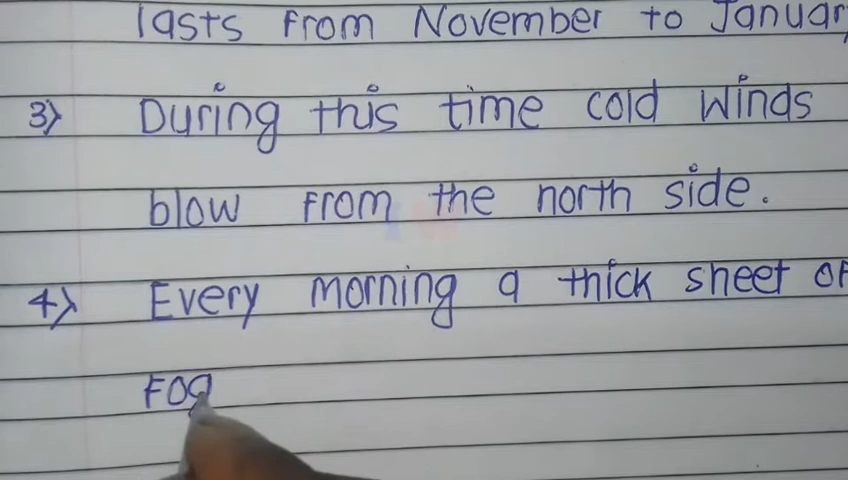 lasts from November to Januar
3) During this time cold winds
blow from the north side.
4) Every morning a thick sheet of
Fog